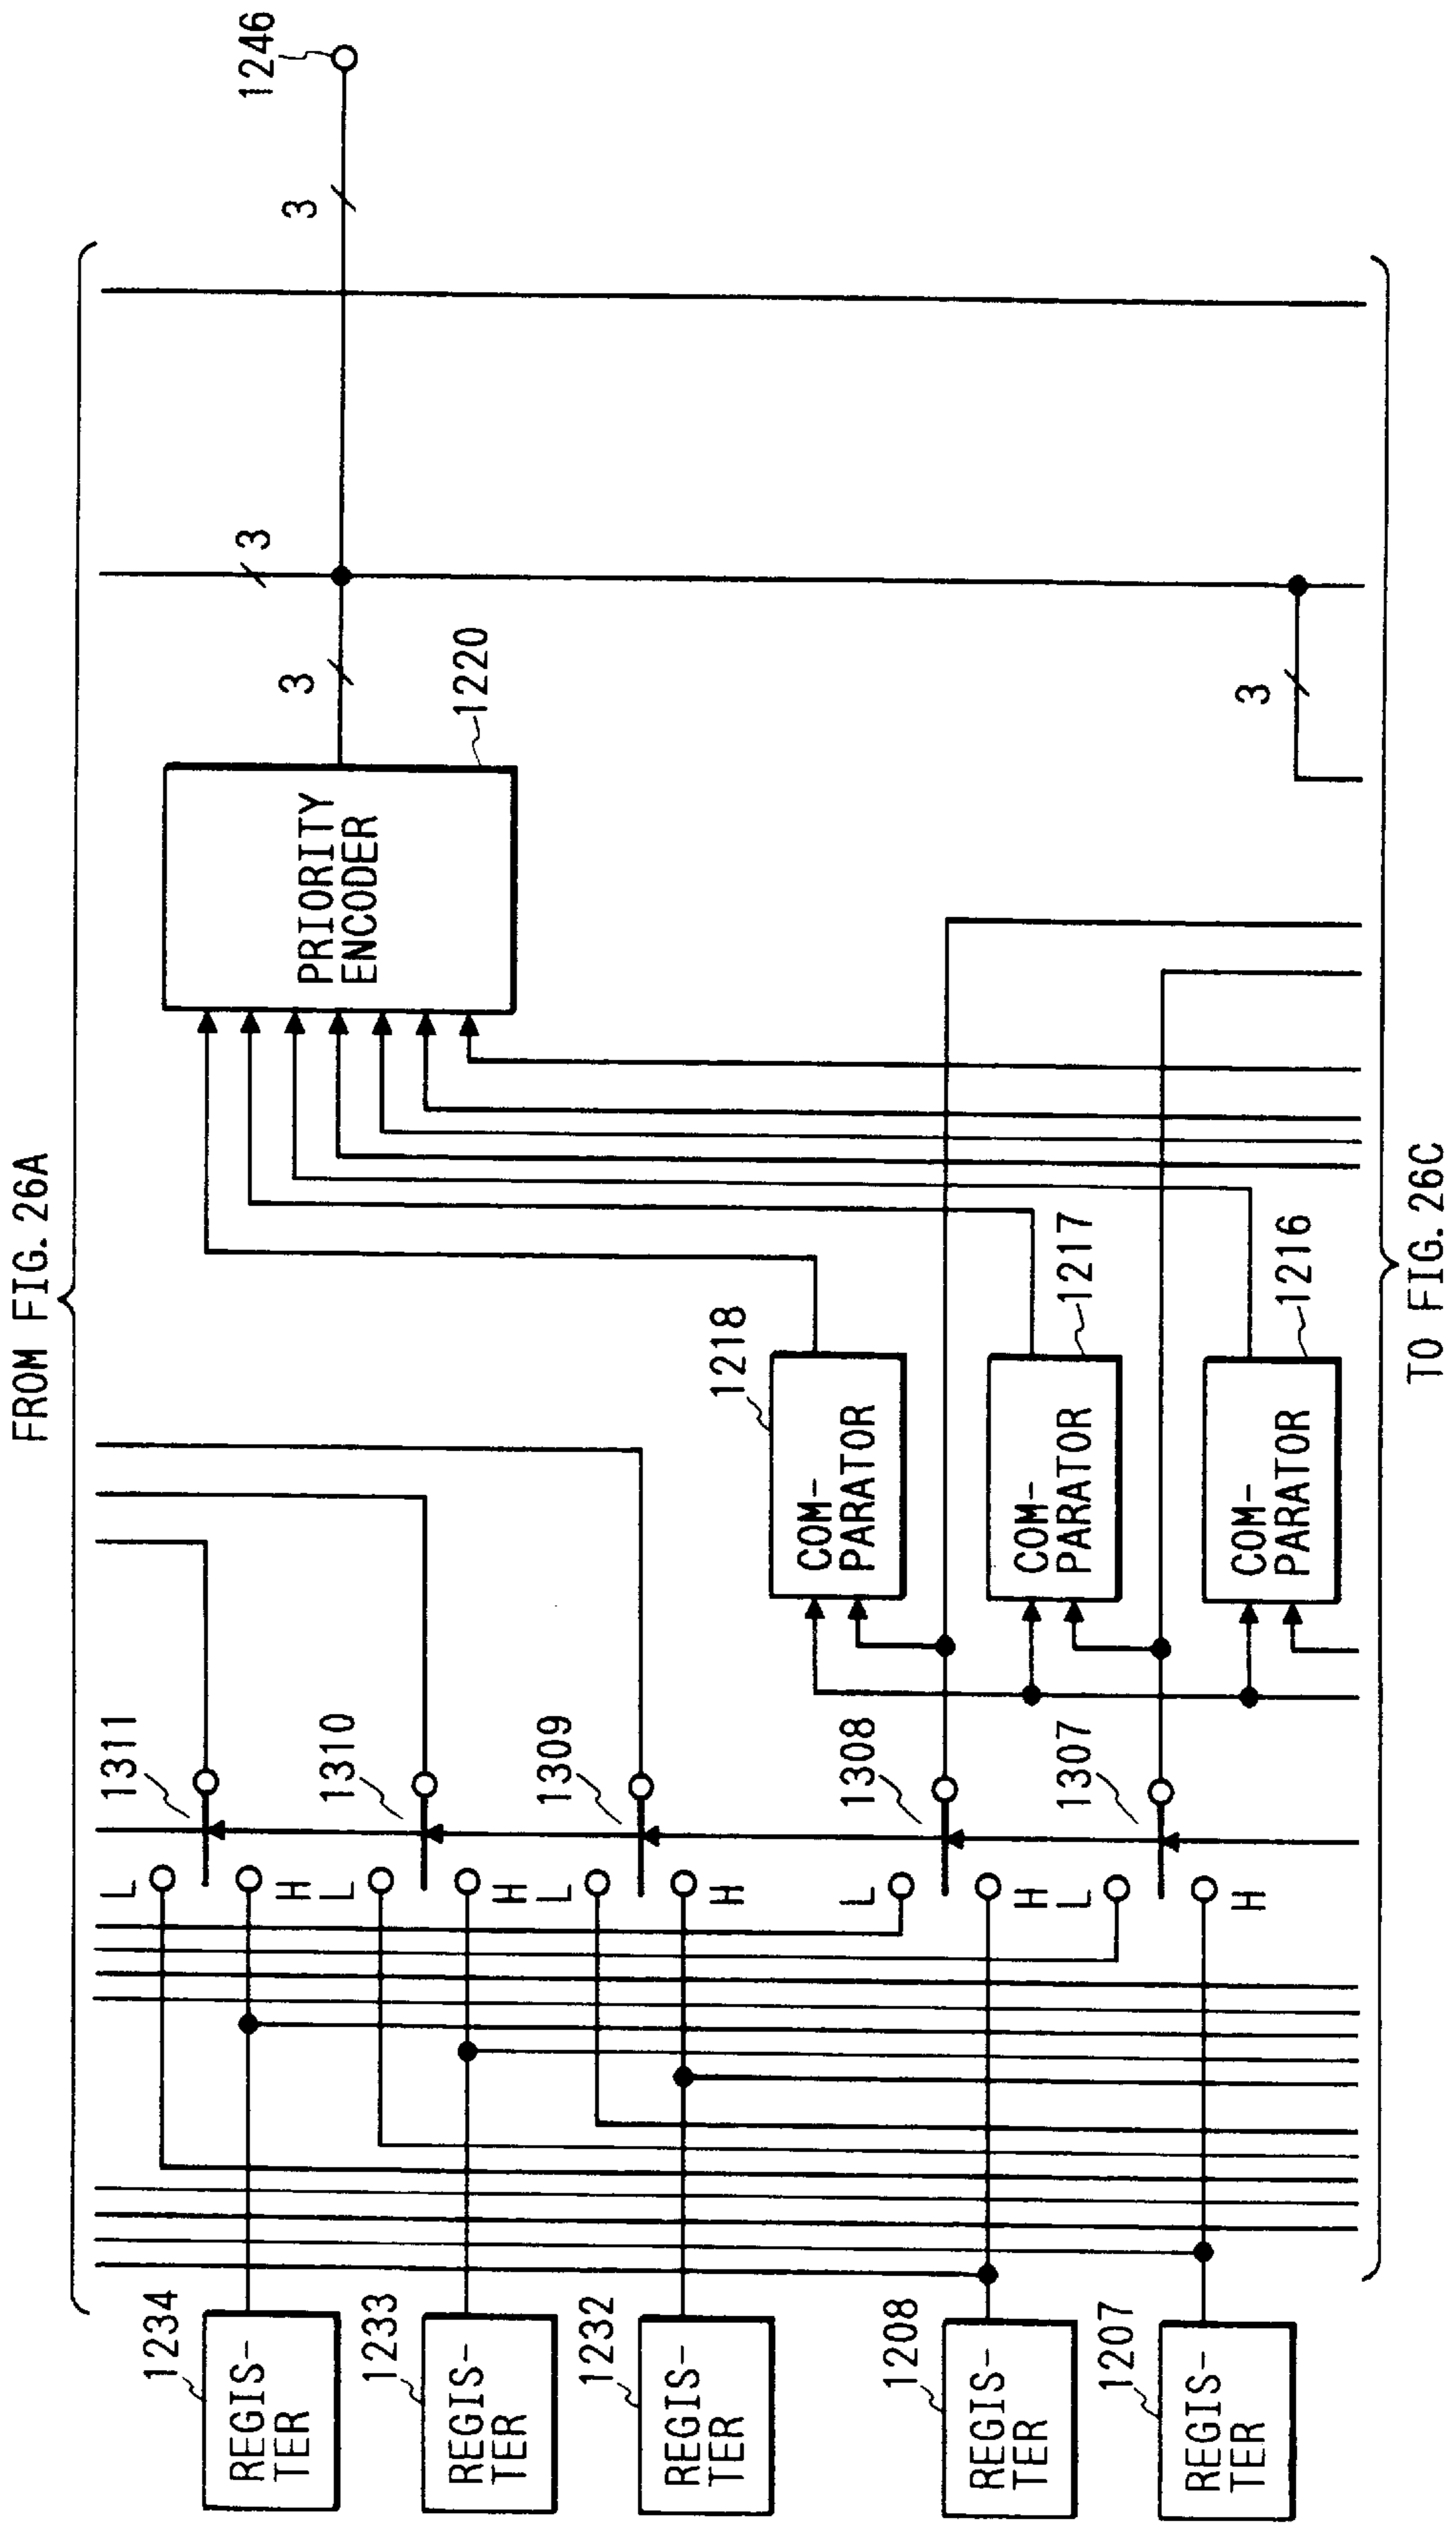 FROM FIG. 26A
1246
3
3
3
PRIORITY
ENCODER
1220
3
1311
L
H
1310
L
H
1309
L
H
1308
L
H
1307
L
H
1218
COM-
PARATOR
1217
COM-
PARATOR
1216
COM-
PARATOR
1234
REGIS-
TER
1233
REGIS-
TER
1232
REGIS-
TER
1208
REGIS-
TER
1207
REGIS-
TER
TO FIG. 26C